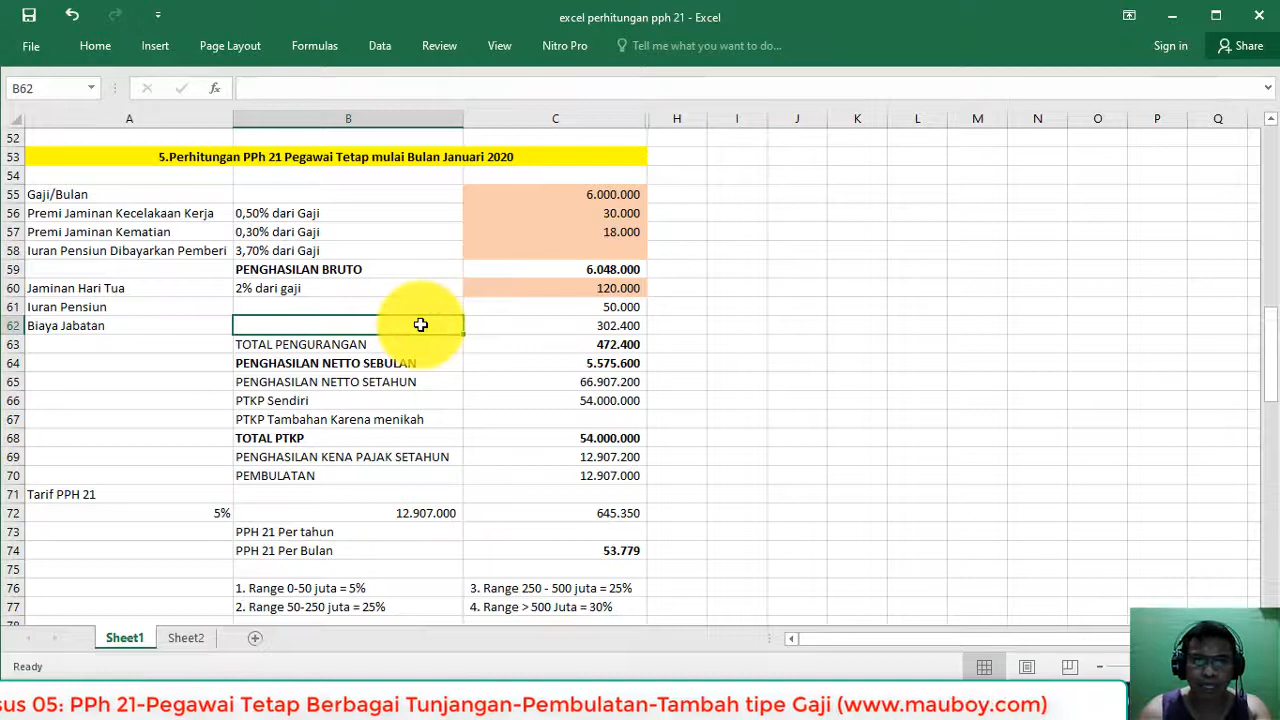 excel perhitungan pph 21 - Excel
File Home Insert Page Layout Formulas Data Review View Nitro Pro Tell me what you want to do... Sign in Share
B62 fx
A B C H I J K L M N O P Q
52
53 5.Perhitungan PPh 21 Pegawai Tetap mulai Bulan Januari 2020
54
55 Gaji/Bulan 6.000.000
56 Premi Jaminan Kecelakaan Kerja 0,50% dari Gaji 30.000
57 Premi Jaminan Kematian 0,30% dari Gaji 18.000
58 Iuran Pensiun Dibayarkan Pemberi 3,70% dari Gaji
59 PENGHASILAN BRUTO 6.048.000
60 Jaminan Hari Tua 2% dari gaji 120.000
61 Iuran Pensiun 50.000
62 Biaya Jabatan 302.400
63 TOTAL PENGURANGAN 472.400
64 PENGHASILAN NETTO SEBULAN 5.575.600
65 PENGHASILAN NETTO SETAHUN 66.907.200
66 PTKP Sendiri 54.000.000
67 PTKP Tambahan Karena menikah
68 TOTAL PTKP 54.000.000
69 PENGHASILAN KENA PAJAK SETAHUN 12.907.200
70 PEMBULATAN 12.907.000
71 Tarif PPH 21
72 5% 12.907.000 645.350
73 PPH 21 Per tahun
74 PPH 21 Per Bulan 53.779
75
76 1. Range 0-50 juta = 5% 3. Range 250 - 500 juta = 25%
77 2. Range 50-250 juta = 25% 4. Range > 500 Juta = 30%
Sheet1 Sheet2
Ready
sus 05: PPh 21-Pegawai Tetap Berbagai Tunjangan-Pembulatan-Tambah tipe Gaji (www.mauboy.com)